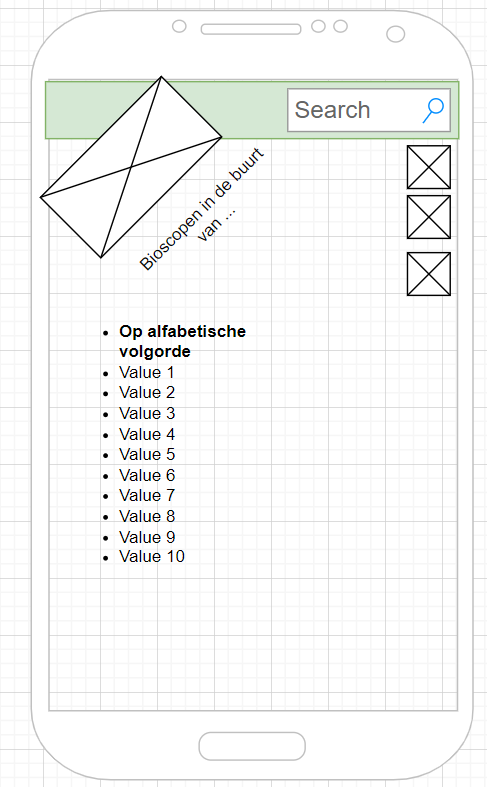 Search
Bioscopen in de buurt
van ...
Op alfabetische
volgorde
Value 1
Value 2
Value 3
Value 4
Value 5
Value 6
Value 7
Value 8
Value 9
Value 10